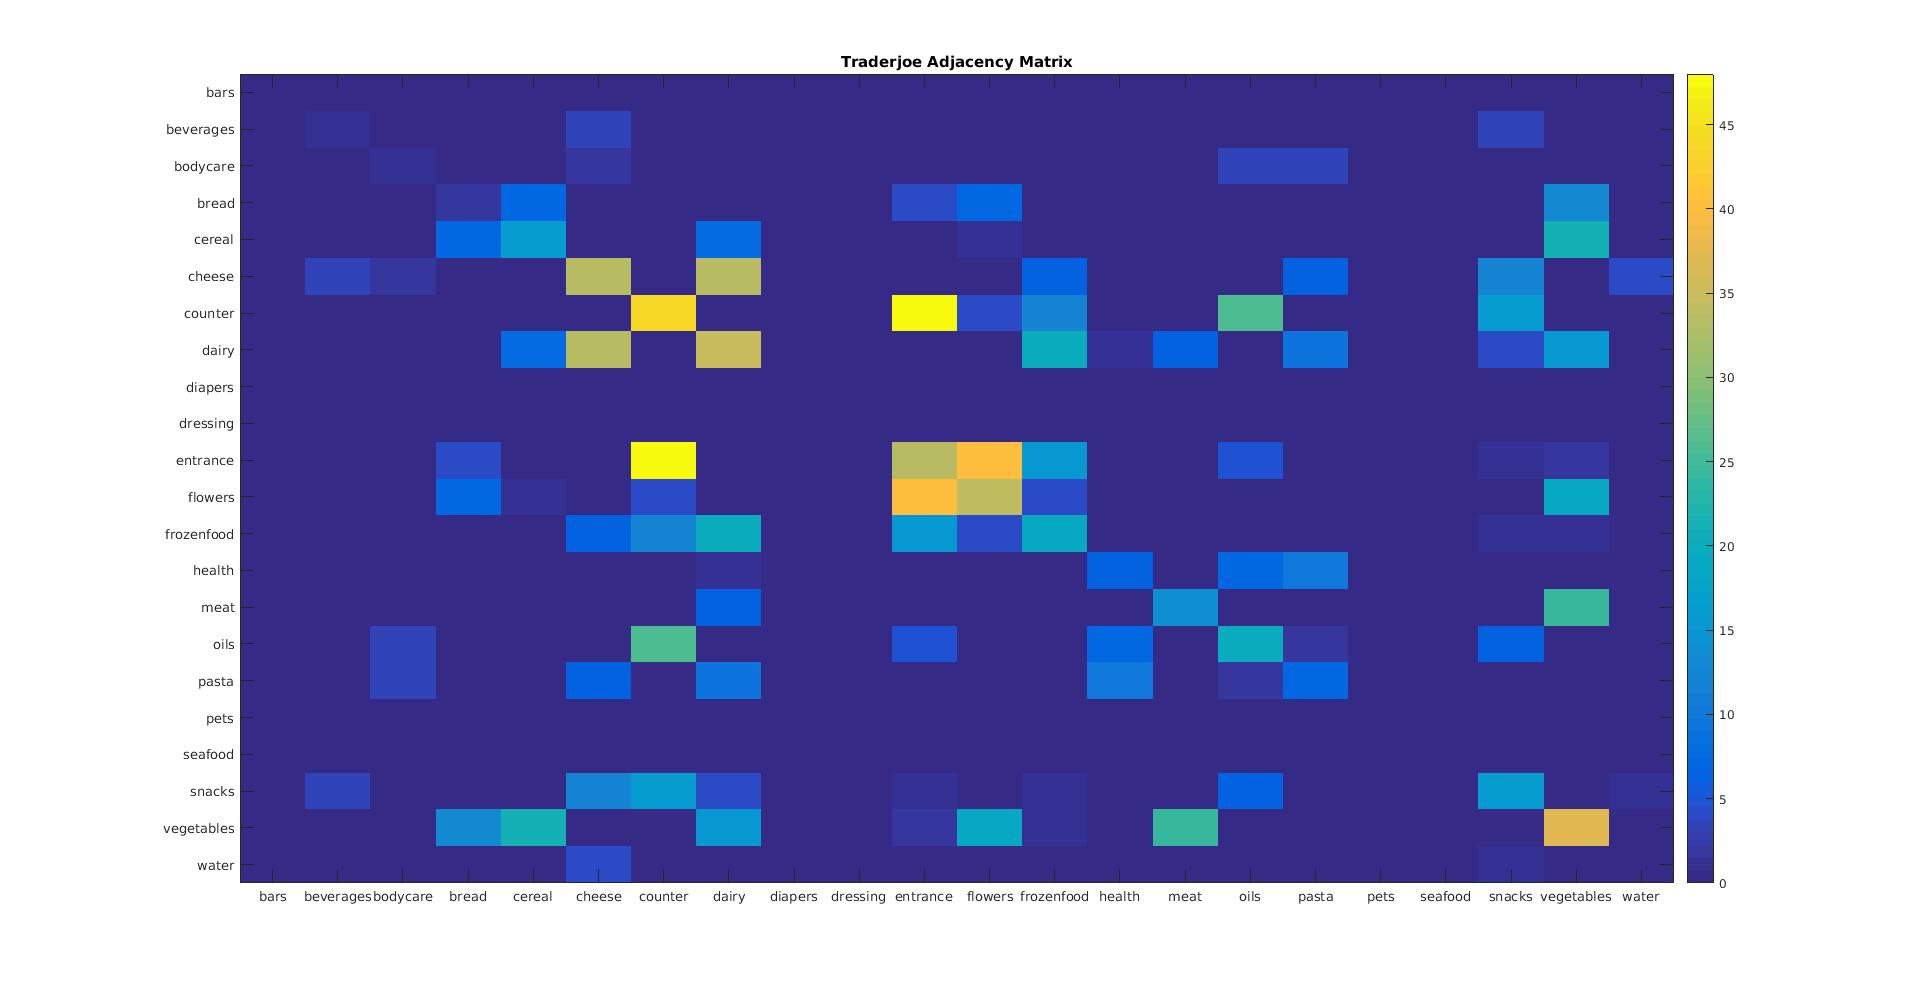 Traderjoe Adjacency Matrix
bars
beverages
bodycare
bread
cereal
cheese
counter
dairy
diapers
dressing
entrance
flowers
frozenfood
health
meat
oils
pasta
pets
seafood
snacks
vegetables
water
bars beverages bodycare bread cereal cheese counter dairy diapers dressing entrance flowers frozenfood health meat oils pasta pets seafood snacks vegetables water
45
40
35
30
25
20
15
10
5
0